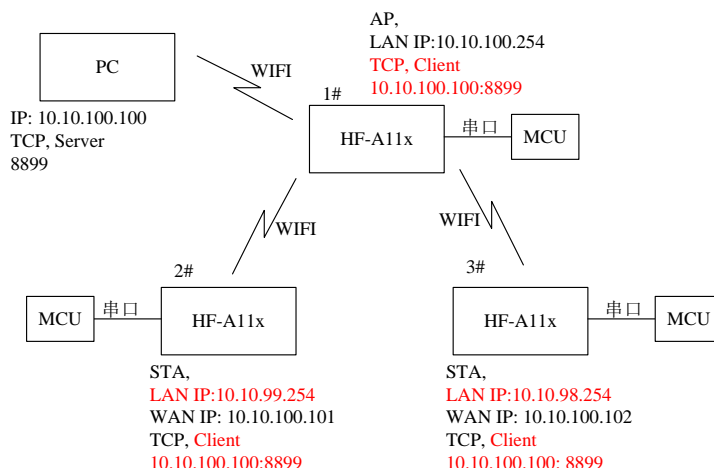 AP,
LAN IP:10.10.100.254
TCP, Client
10.10.100.100:8899
PC
WIFI
1#
IP: 10.10.100.100
TCP, Server
8899
HF-A11x
串口
MCU
WIFI
WIFI
2#
3#
MCU
串口
HF-A11x
HF-A11x
串口
MCU
STA,
LAN IP:10.10.99.254
WAN IP: 10.10.100.101
TCP, Client
10.10.100.100:8899
STA,
LAN IP:10.10.98.254
WAN IP: 10.10.100.102
TCP, Client
10.10.100.100: 8899